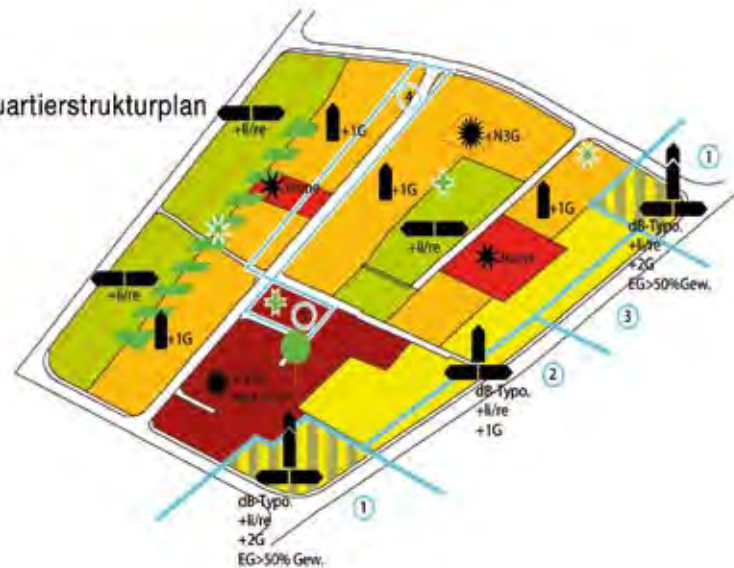 uartierstrukturplan
+li/re
+1G
4
+N3G
+1G
+1G
+li/re
+li/re
+1G
1
dB-Typo.
+li/re
+2G
EG>50%Gew.
3
2
dB-Typo.
+li/re
+1G
1
dB-Typo.
+li/re
+2G
EG>50% Gew.